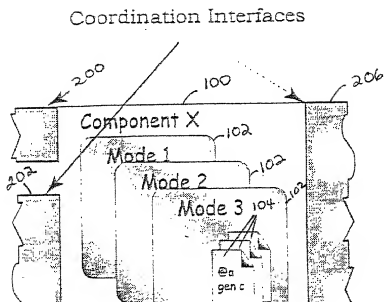 Coordination Interfaces
200
100
206
Component X
102
Mode 1
102
202
Mode 2
102
Mode 3
104
@a
gen c